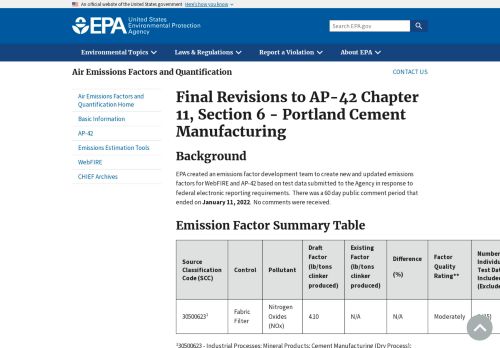 An official website of the United States government Here's how you know
EPA United States
Environmental Protection
Agency
Search EPA.gov
Environmental Topics Laws & Regulations Report a Violation About EPA
Air Emissions Factors and Quantification
CONTACT US
Air Emissions Factors and
Quantification Home
Basic Information
AP-42
Emissions Estimation Tools
WebFIRE
CHIEF Archives
Final Revisions to AP-42 Chapter
11, Section 6 - Portland Cement
Manufacturing
Background
EPA created an emissions factor development team to create new and updated emissions
factors for WebFIRE and AP-42 based on test data submitted to the Agency in response to
federal electronic reporting requirements. There was a 60 day public comment period that
ended on January 11, 2022. No comments were received.
Emission Factor Summary Table
Source
Classification
Code (SCC)
Control
Pollutant
Draft
Factor
(lb/tons
clinker
produced)
Existing
Factor
(lb/tons
clinker
produced)
Difference
(%)
Factor
Quality
Rating**
Number
Individu
Test Dat
Included
(Exclude
30500623¹
Fabric
Filter
Nitrogen
Oxides
(NOx)
4.10
N/A
N/A
Moderately
¹30500623 - Industrial Processes; Mineral Products; Cement Manufacturing (Dry Process);